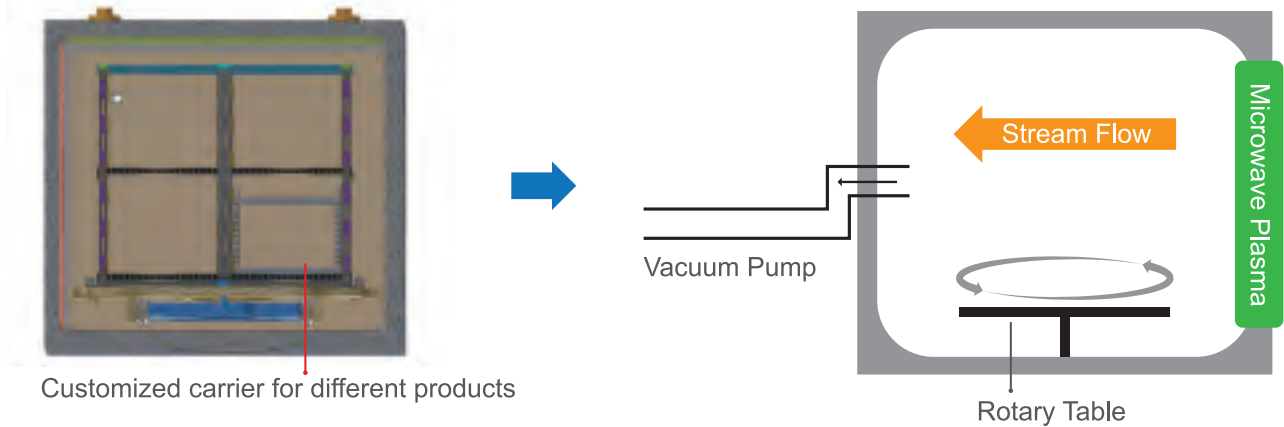 Customized carrier for different products
Stream Flow
Microwave Plasma
Vacuum Pump
Rotary Table